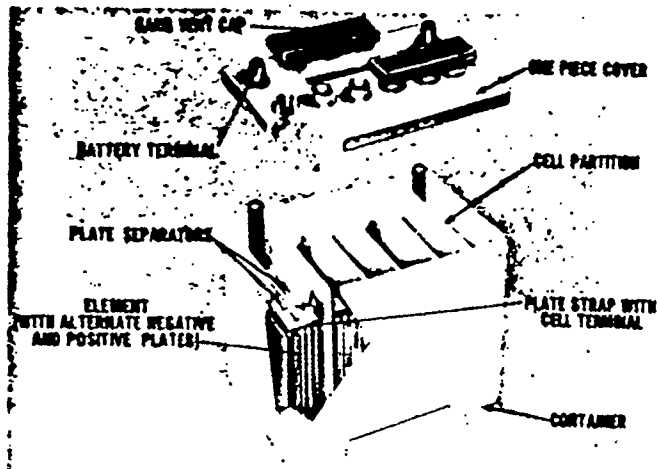 GANG VENT CAP
ONE PIECE COVER
BATTERY TERMINAL
CELL PARTITION
PLATE SEPARATORS
ELEMENT
(WITH ALTERNATE NEGATIVE
AND POSITIVE PLATES)
PLATE STRAP WITH
CELL TERMINAL
CONTAINER